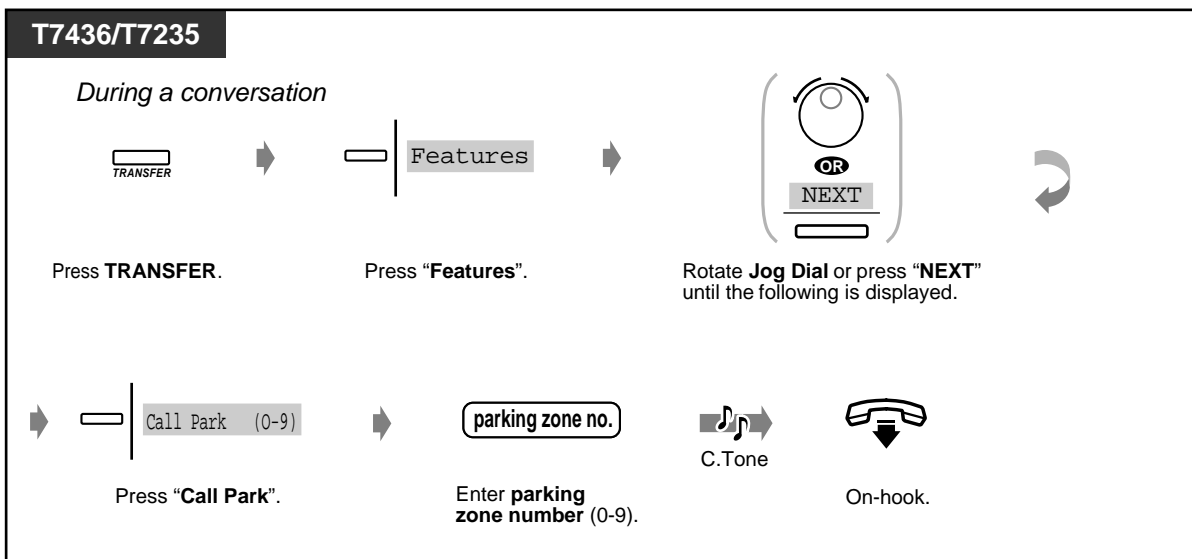 T7436/T7235
During a conversation
TRANSFER
Features
OR
NEXT
Press TRANSFER.
Press “Features”.
Rotate Jog Dial or press “NEXT”
until the following is displayed.
Call Park (0-9)
parking zone no.
C.Tone
Press “Call Park”.
Enter parking
zone number (0-9).
On-hook.